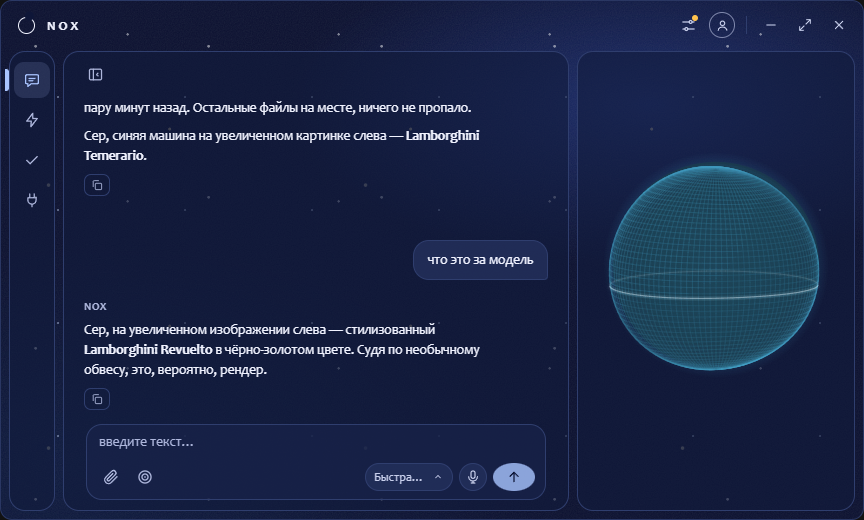 NOX
пару минут назад. Остальные файлы на месте, ничего не пропало.
Сер, синяя машина на увеличенном картинке слева — Lamborghini
Temerario.
что это за модель
NOX
Сер, на увеличенном изображении слева — стилизованный
Lamborghini Revuelto в чёрно-золотом цвете. Судя по необычному
обвесу, это, вероятно, рендер.
введите текст...
Быстра...